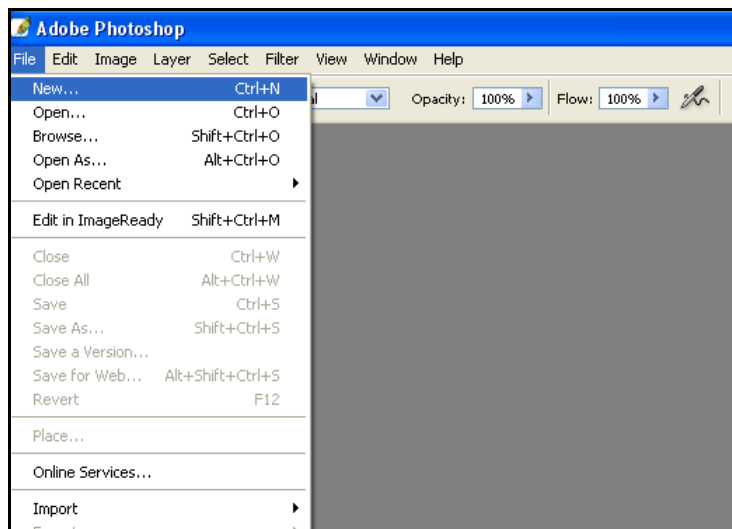 Adobe Photoshop
File Edit Image Layer Select Filter View Window Help
New... Ctrl+N
Opacity: 100% Flow: 100%
Open... Ctrl+O
Browse... Shift+Ctrl+O
Open As... Alt+Ctrl+O
Open Recent
Edit in ImageReady Shift+Ctrl+M
Close Ctrl+W
Close All Alt+Ctrl+W
Save Ctrl+S
Save As... Shift+Ctrl+S
Save a Version...
Save for Web... Alt+Shift+Ctrl+S
Revert F12
Place...
Online Services...
Import